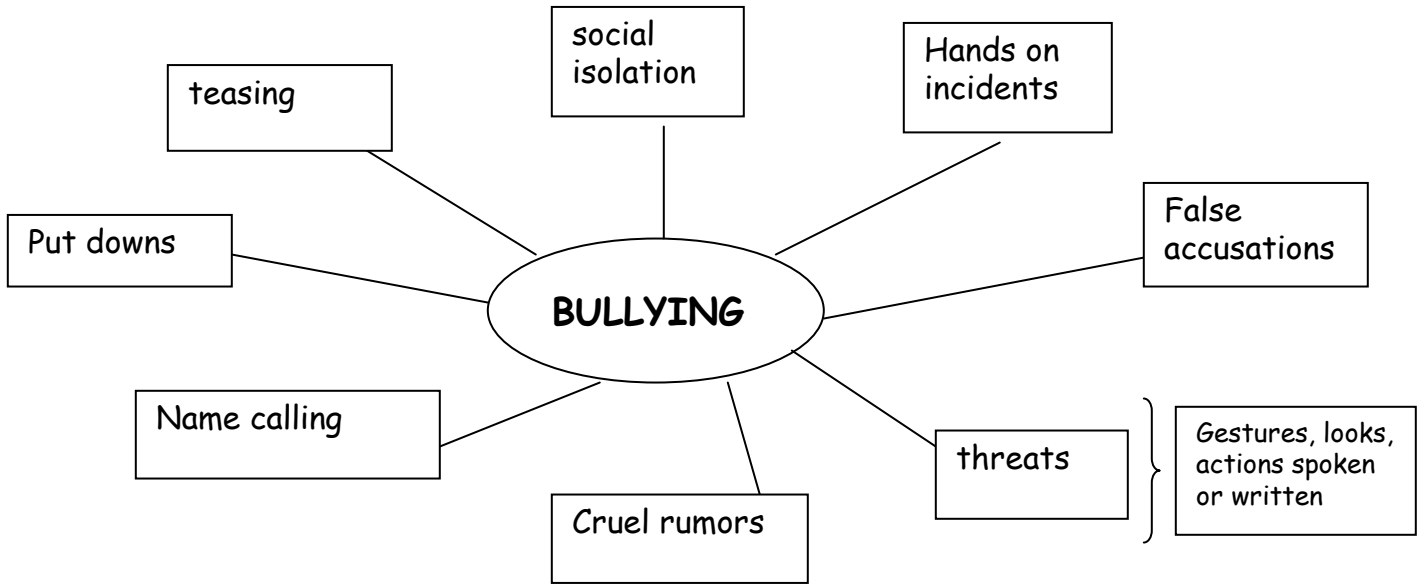 social
isolation
Hands on
incidents
teasing
False
accusations
Put downs
BULLYING
Name calling
threats
Gestures, looks,
actions spoken
or written
Cruel rumors